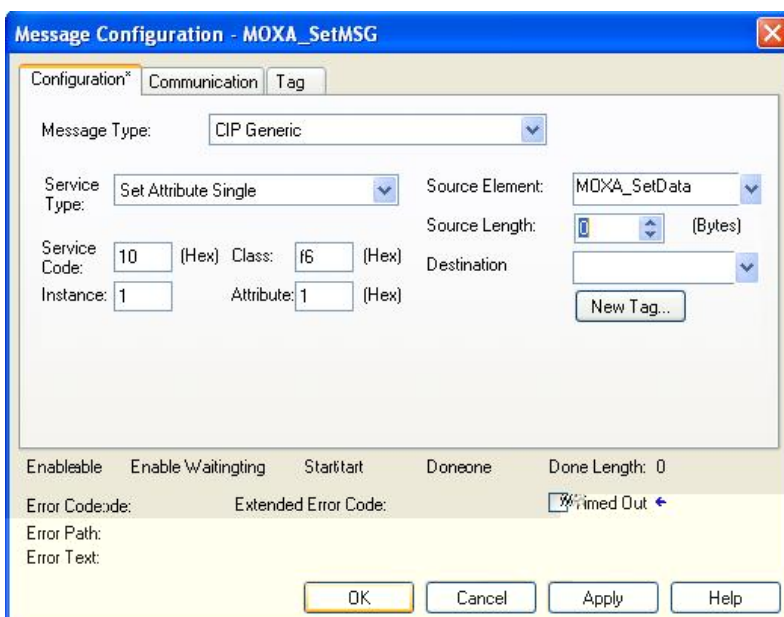 Message Configuration - MOXA_SetMSG
Configuration* Communication Tag
Message Type: CIP Generic
Service Type: Set Attribute Single
Source Element: MOXA_SetData
Source Length: 0 (Bytes)
Service Code: 10 (Hex) Class: f6 (Hex)
Destination
Instance: 1 Attribute: 1 (Hex)
New Tag...
Enableable Enable Waitingting Startstart Doneone Done Length: 0
Error Code:ode: Extended Error Code: Timed Out ←
Error Path:
Error Text:
OK Cancel Apply Help